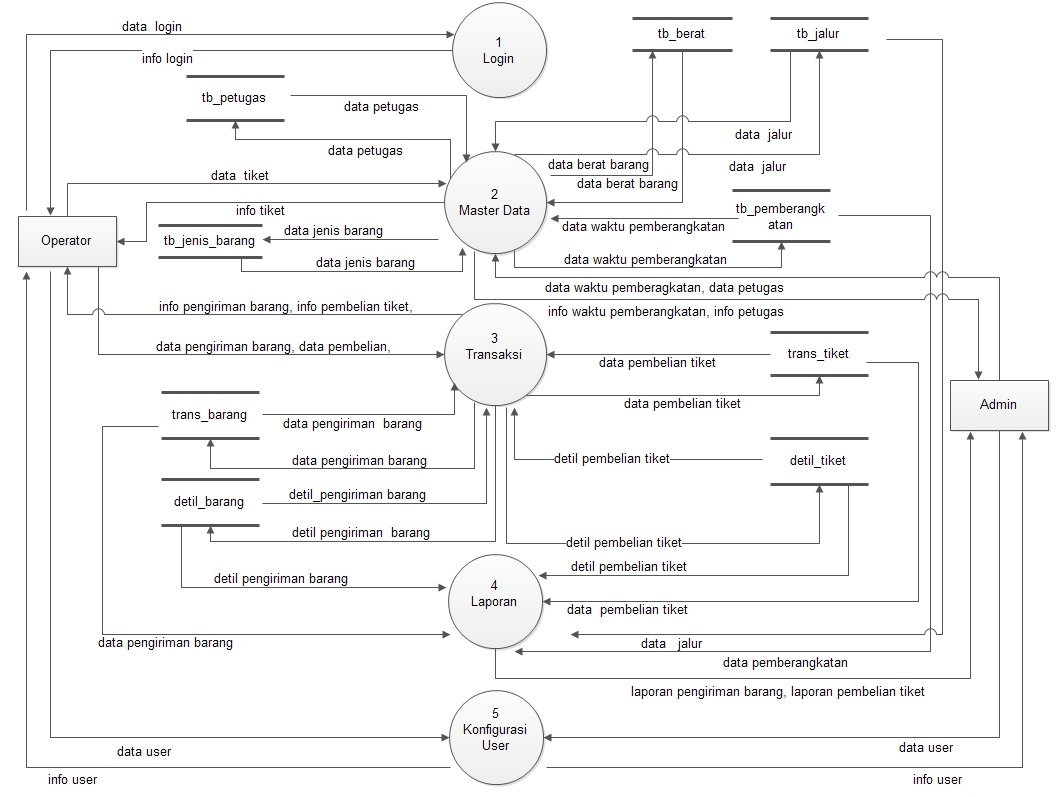 data login
info login
1
Login
tb_berat
tb_jalur
tb_petugas
data petugas
data petugas
data jalur
data jalur
data berat barang
data berat barang
data tiket
info tiket
2
Master Data
tb_pemberangk
atan
data waktu pemberangkatan
data waktu pemberangkatan
Operator
tb_jenis_barang
data jenis barang
data jenis barang
data waktu pemberagkatan, data petugas
info waktu pemberangkatan, info petugas
info pengiriman barang, info pembelian tiket,
data pengiriman barang, data pembelian,
3
Transaksi
trans_tiket
data pembelian tiket
data pembelian tiket
Admin
trans_barang
data pengiriman barang
data pengiriman barang
detil pembelian tiket
detil_tiket
detil_barang
detil_pengiriman barang
detil pengiriman barang
detil pembelian tiket
detil pembelian tiket
detil pengiriman barang
4
Laporan
data pembelian tiket
data pengiriman barang
data jalur
data pemberangkatan
laporan pengiriman barang, laporan pembelian tiket
5
Konfigurasi
User
data user
data user
info user
info user